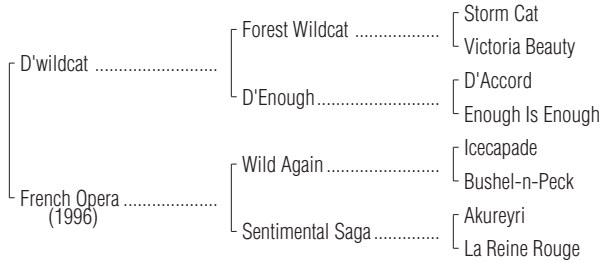 Storm Cat
Forest Wildcat ..................
Victoria Beauty
D'wildcat ..........................
D'Accord
D'Enough..........................
Enough Is Enough
Icecapade
Wild Again ........................
Bushel-n-Peck
French Opera ....................
(1996)
Akureyri
Sentimental Saga..............
La Reine Rouge